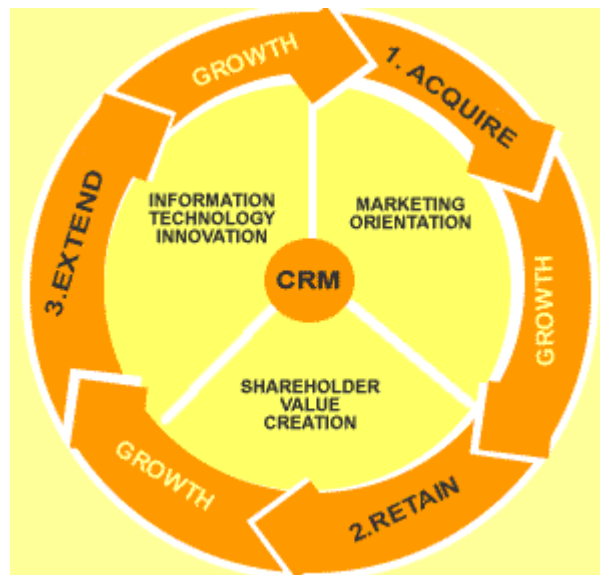 GROWTH
1. ACQUIRE
INFORMATION
TECHNOLOGY
INNOVATION
MARKETING
ORIENTATION
3.EXTEND
CRM
GROWTH
SHAREHOLDER
VALUE
CREATION
GROWTH
2.RETAIN